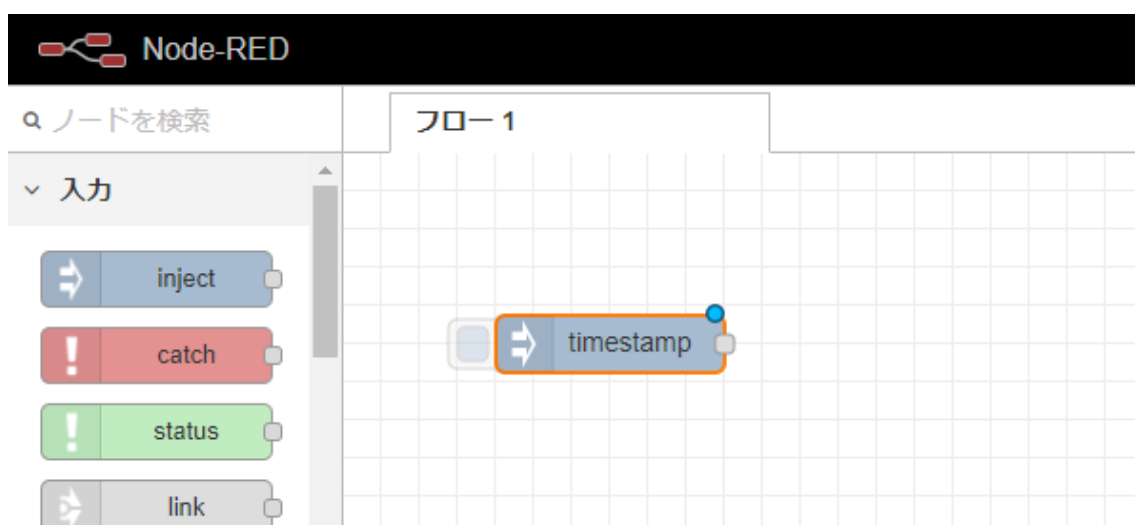 Node-RED
ノードを検索
フロー 1
入力
inject
timestamp
catch
status
link